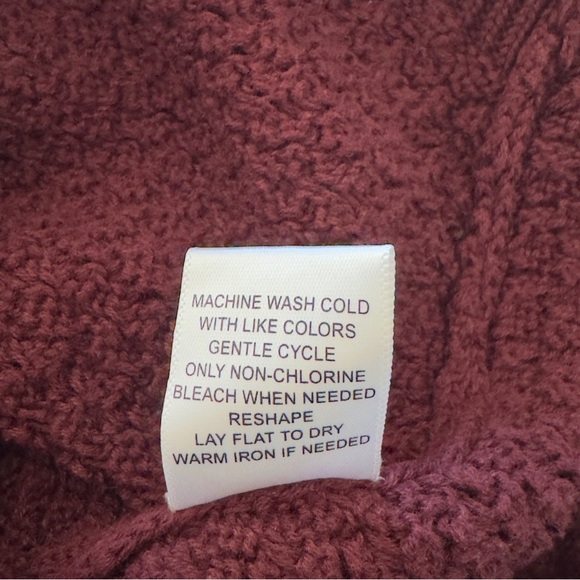 MACHINE WASH COLD
WITH LIKE COLORS
GENTLE CYCLE
ONLY NON-CHLORINE
BLEACH WHEN NEEDED
RESHAPE
LAY FLAT TO DRY
WARM IRON IF NEEDED